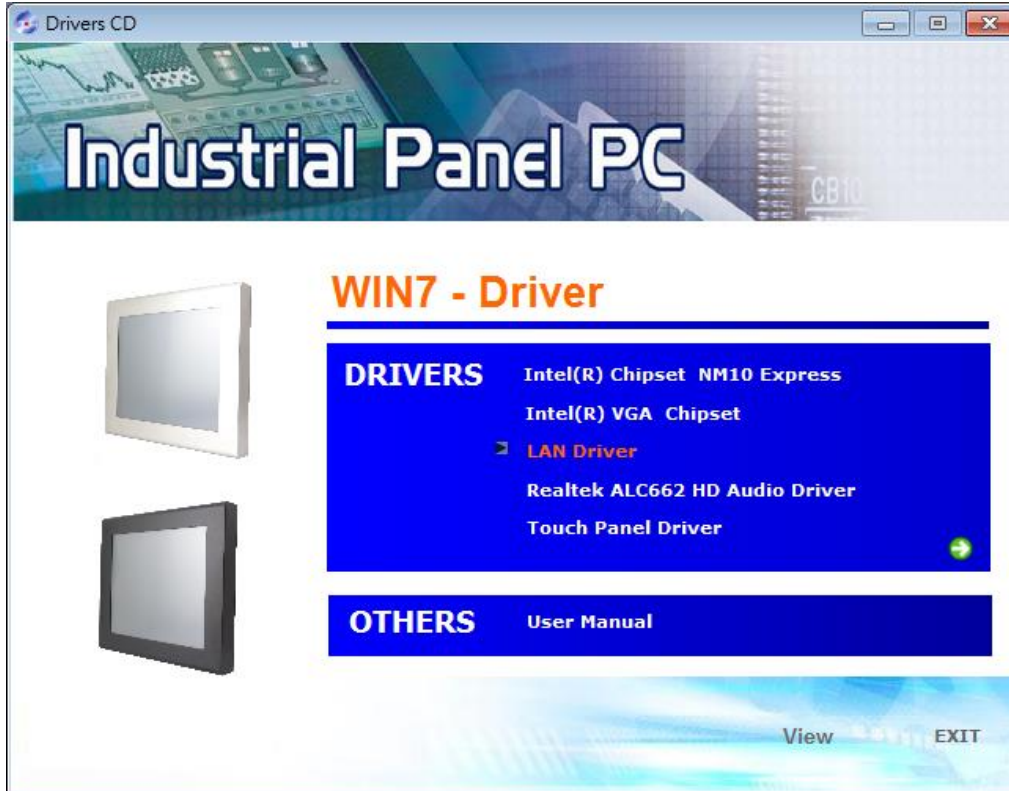 Drivers CD
Industrial Panel PC
CB10
WIN7 - Driver
DRIVERS
Intel(R) Chipset NM10 Express
Intel(R) VGA Chipset
LAN Driver
Realtek ALC662 HD Audio Driver
Touch Panel Driver
OTHERS
User Manual
View
EXIT